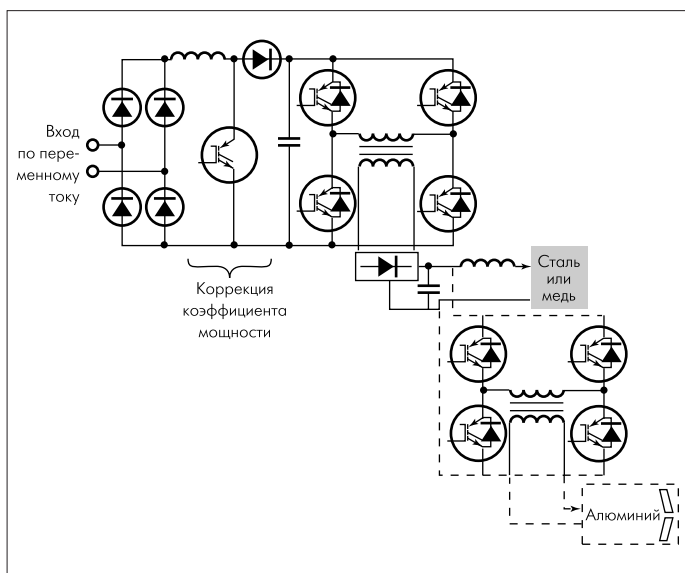 Вход
по пере-
менному
току
Коррекция
коэффициента
мощности
Сталь
или
медь
Алюминий